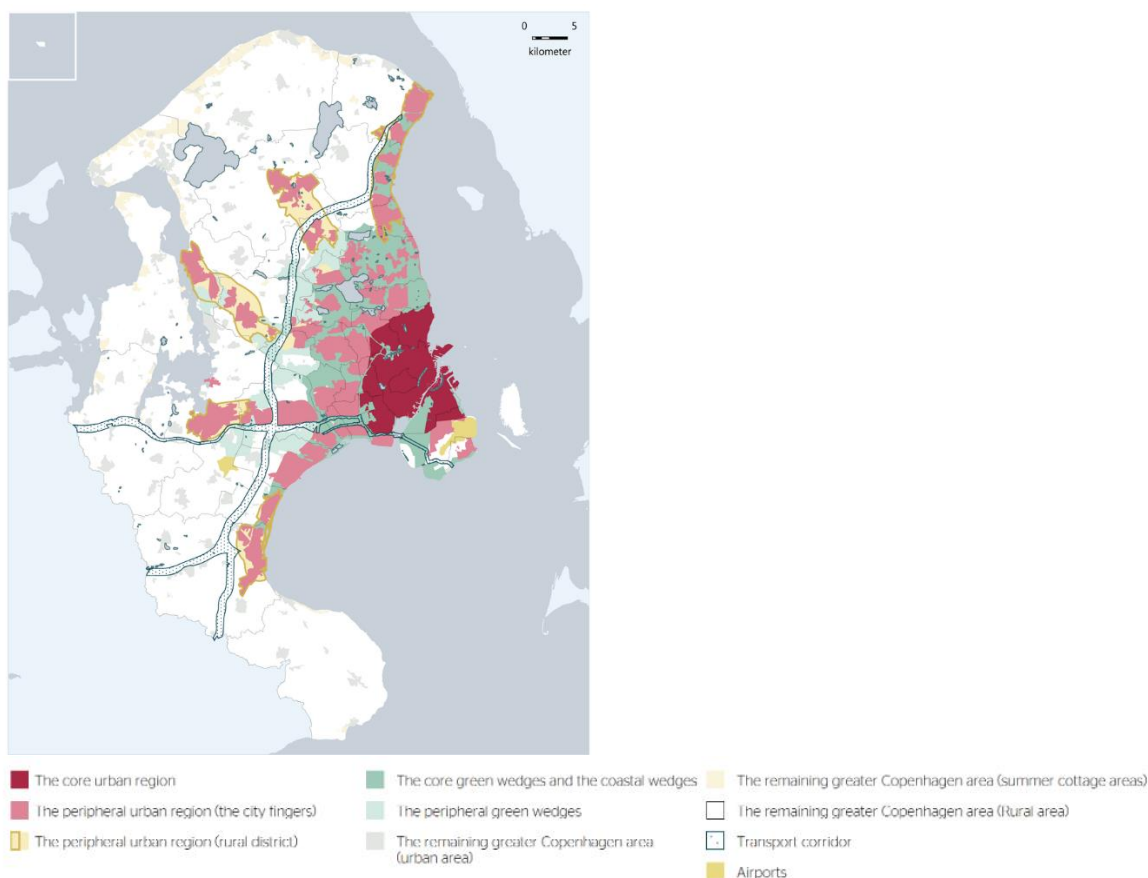 0 5
kilometer
The core urban region
The peripheral urban region (the city fingers)
The peripheral urban region (rural district)
The core green wedges and the coastal wedges
The peripheral green wedges
The remaining greater Copenhagen area
(urban area)
The remaining greater Copenhagen area (summer cottage areas)
The remaining greater Copenhagen area (Rural area)
Transport corridor
Airports